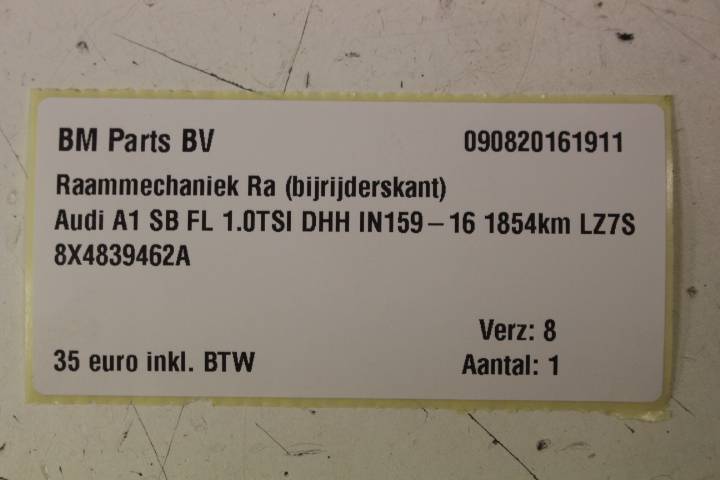 BM Parts BV 090820161911
Raammechaniek Ra (bijrijderskant)
Audi A1 SB FL 1.0TSI DHH IN159-16 1854km LZ7S
8X4839462A
Verz: 8
35 euro inkl. BTW Aantal: 1